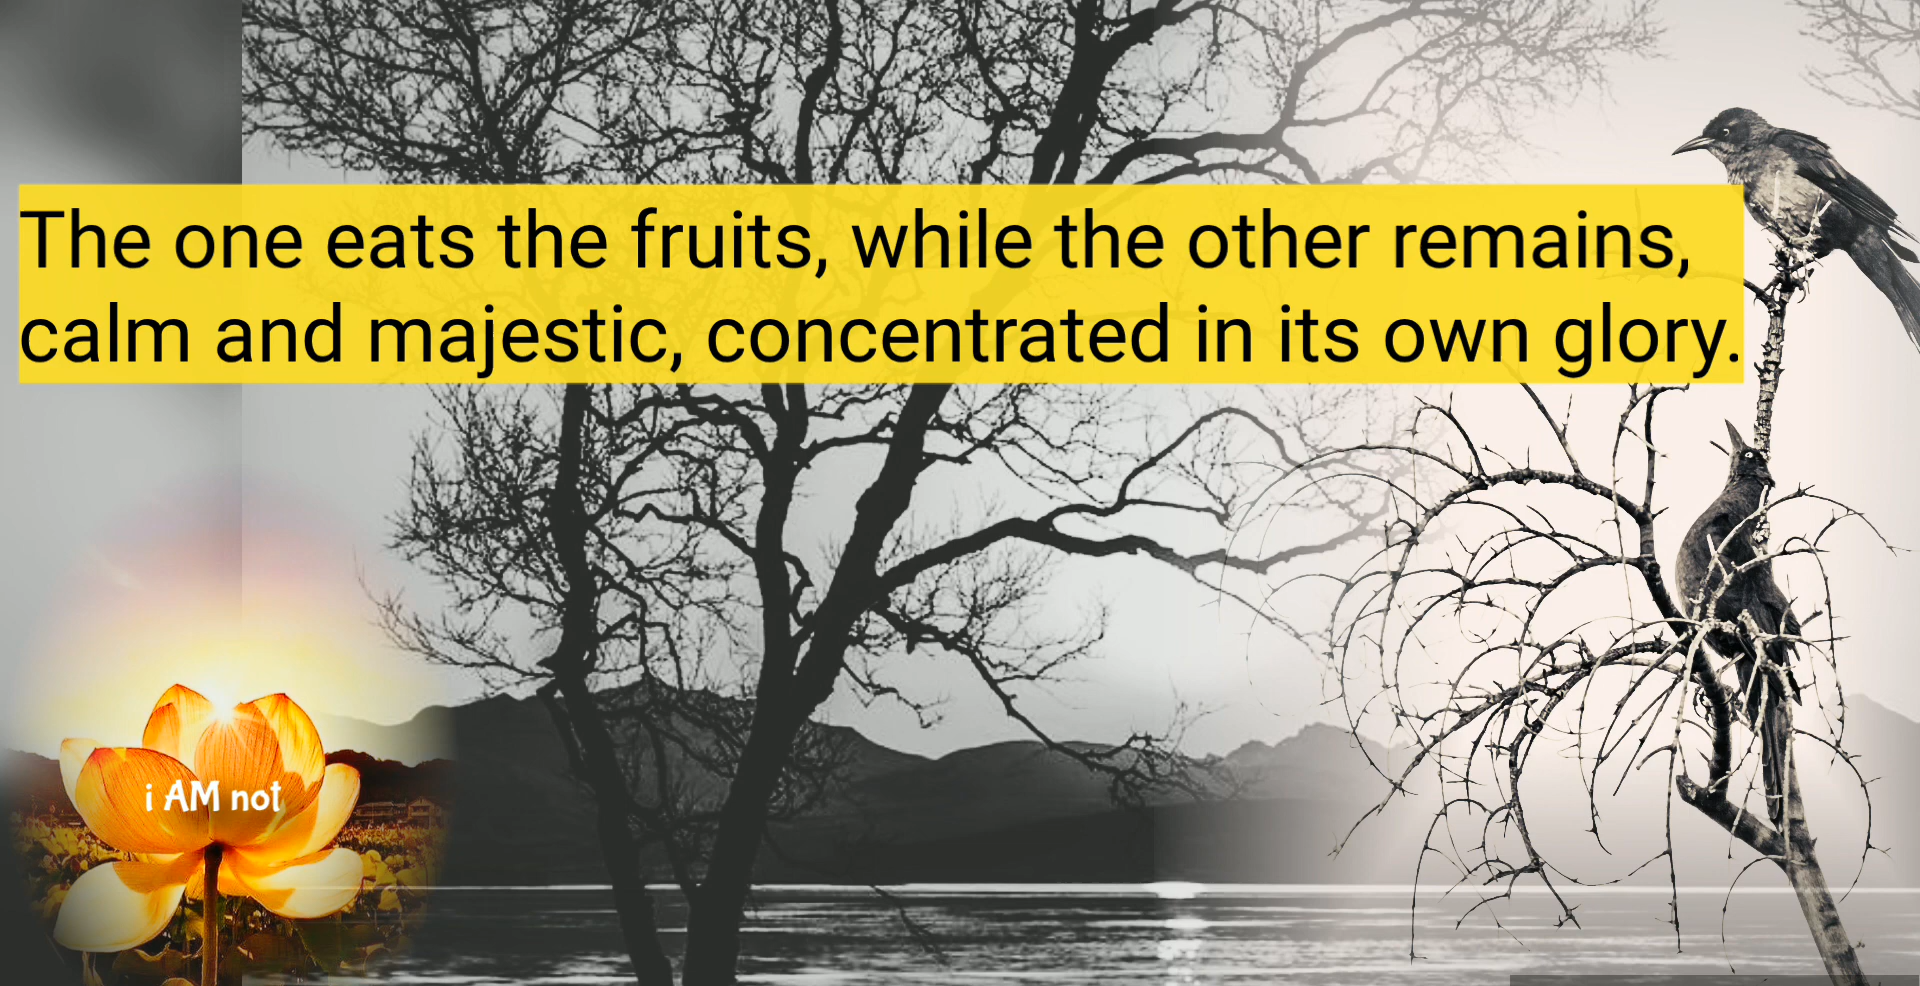 The one eats the fruits, while the other remains,
calm and majestic, concentrated in its own glory.
i AM not